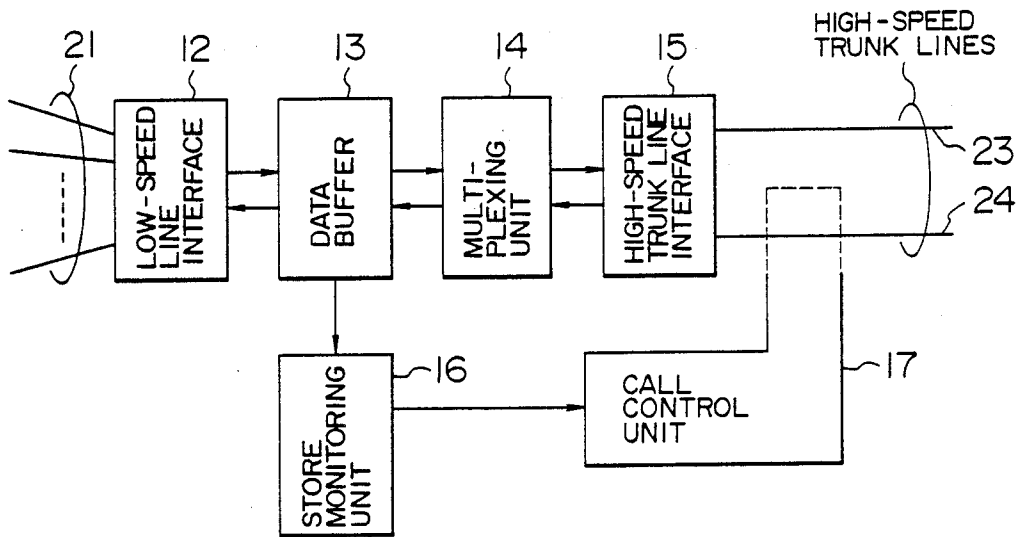 HIGH-SPEED
TRUNK LINES
21
12
13
14
15
LOW-SPEED
LINE
INTERFACE
DATA
BUFFER
MULTI-
PLEXING
UNIT
HIGH-SPEED
TRUNK LINE
INTERFACE
23
24
16
17
STORE
MONITORING
UNIT
CALL
CONTROL
UNIT